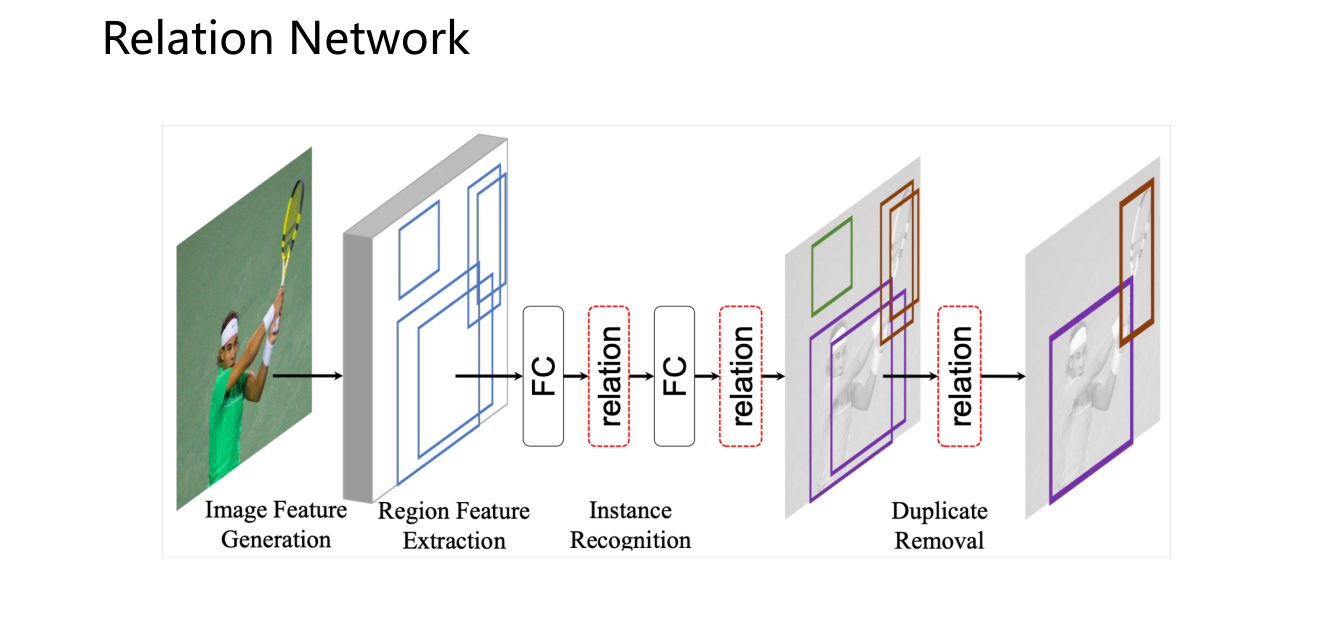 Relation Network
FC
relation
FC
relation
relation
Image Feature
Generation
Region Feature
Extraction
Instance
Recognition
Duplicate
Removal